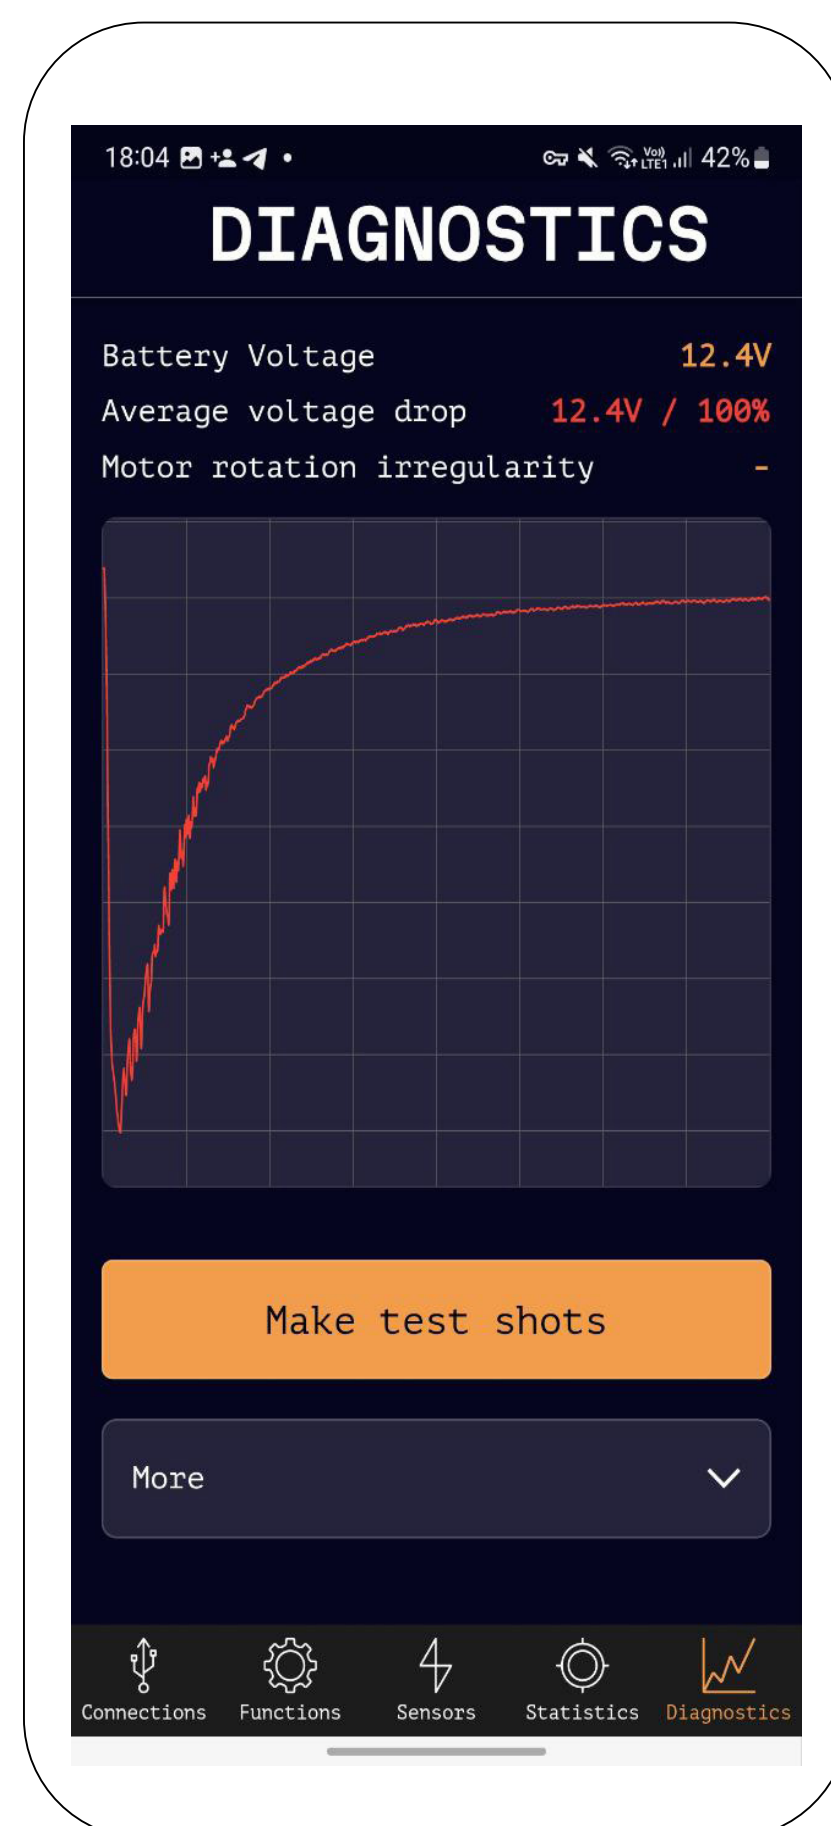 18:04 42%
DIAGNOSTICS
Battery Voltage 12.4V
Average voltage drop 12.4V / 100%
Motor rotation irregularity -
Make test shots
More
Connections Functions Sensors Statistics Diagnostics